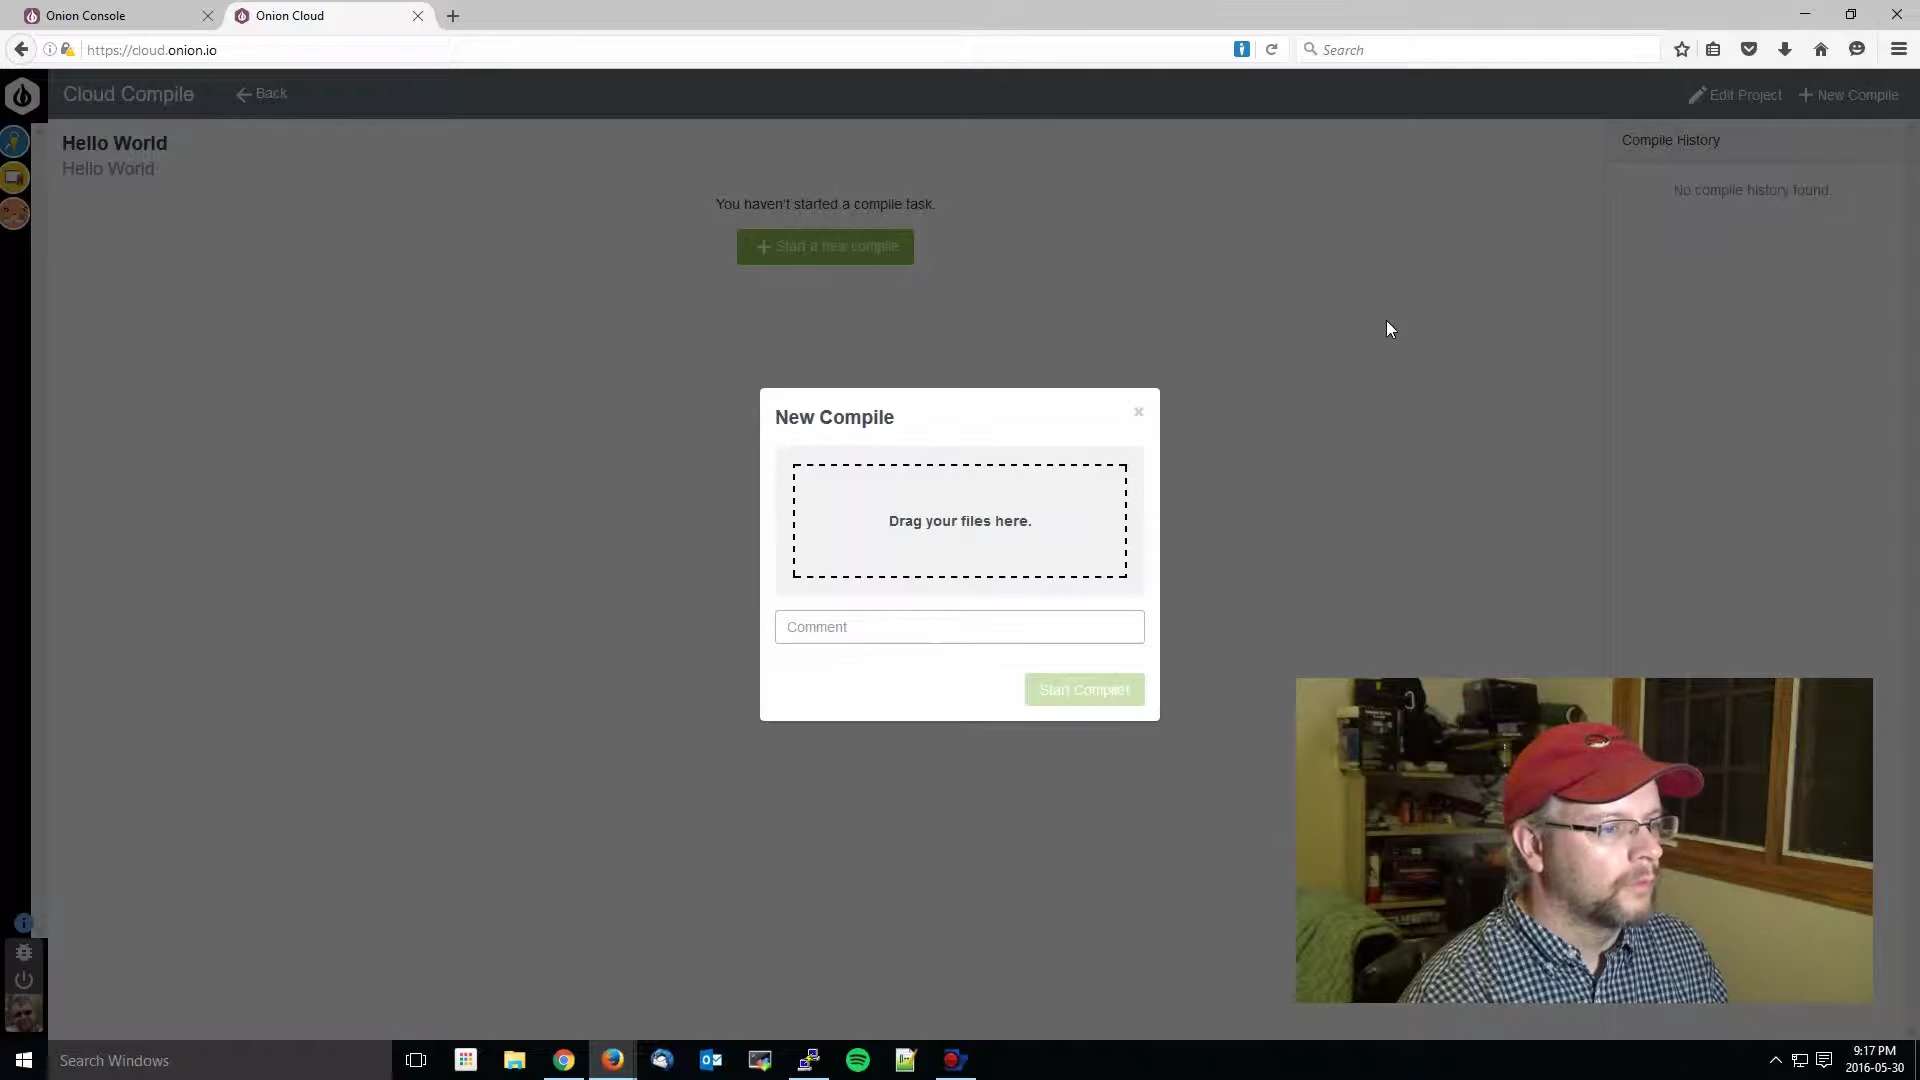 Onion Console
Onion Cloud
https://cloud.onion.io
Search
Cloud Compile
Back
Edit Project
New Compile
Hello World
Hello World
Compile History
No compile history found.
You haven't started a compile task.
Start a new compile
New Compile
Drag your files here.
Comment
Start Compile!
Search Windows
9:17 PM
2016-05-30